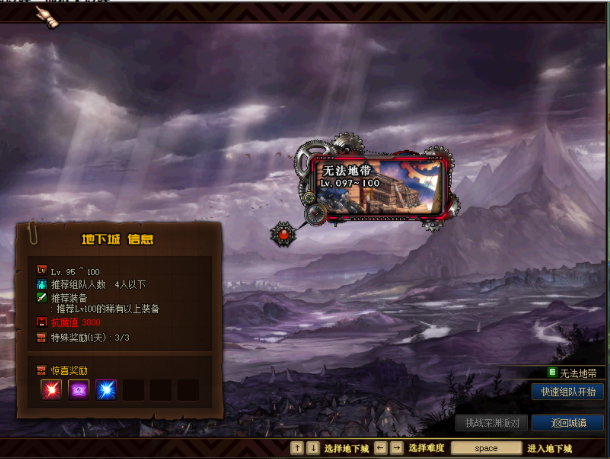 无法地带
Lv. 097~100
地下城 信息
Lv. 95 ~ 100
推荐组队人数 4人以下
推荐装备
: 推荐Lv100的稀有以上装备
抗魔值 3000
特殊奖励(1天) : 3/3
惊喜奖励
无法地带
快速组队开始
挑战深渊派对
返回城镇
↑ ↓ 选择地下城 ← → 选择难度 space 进入地下城